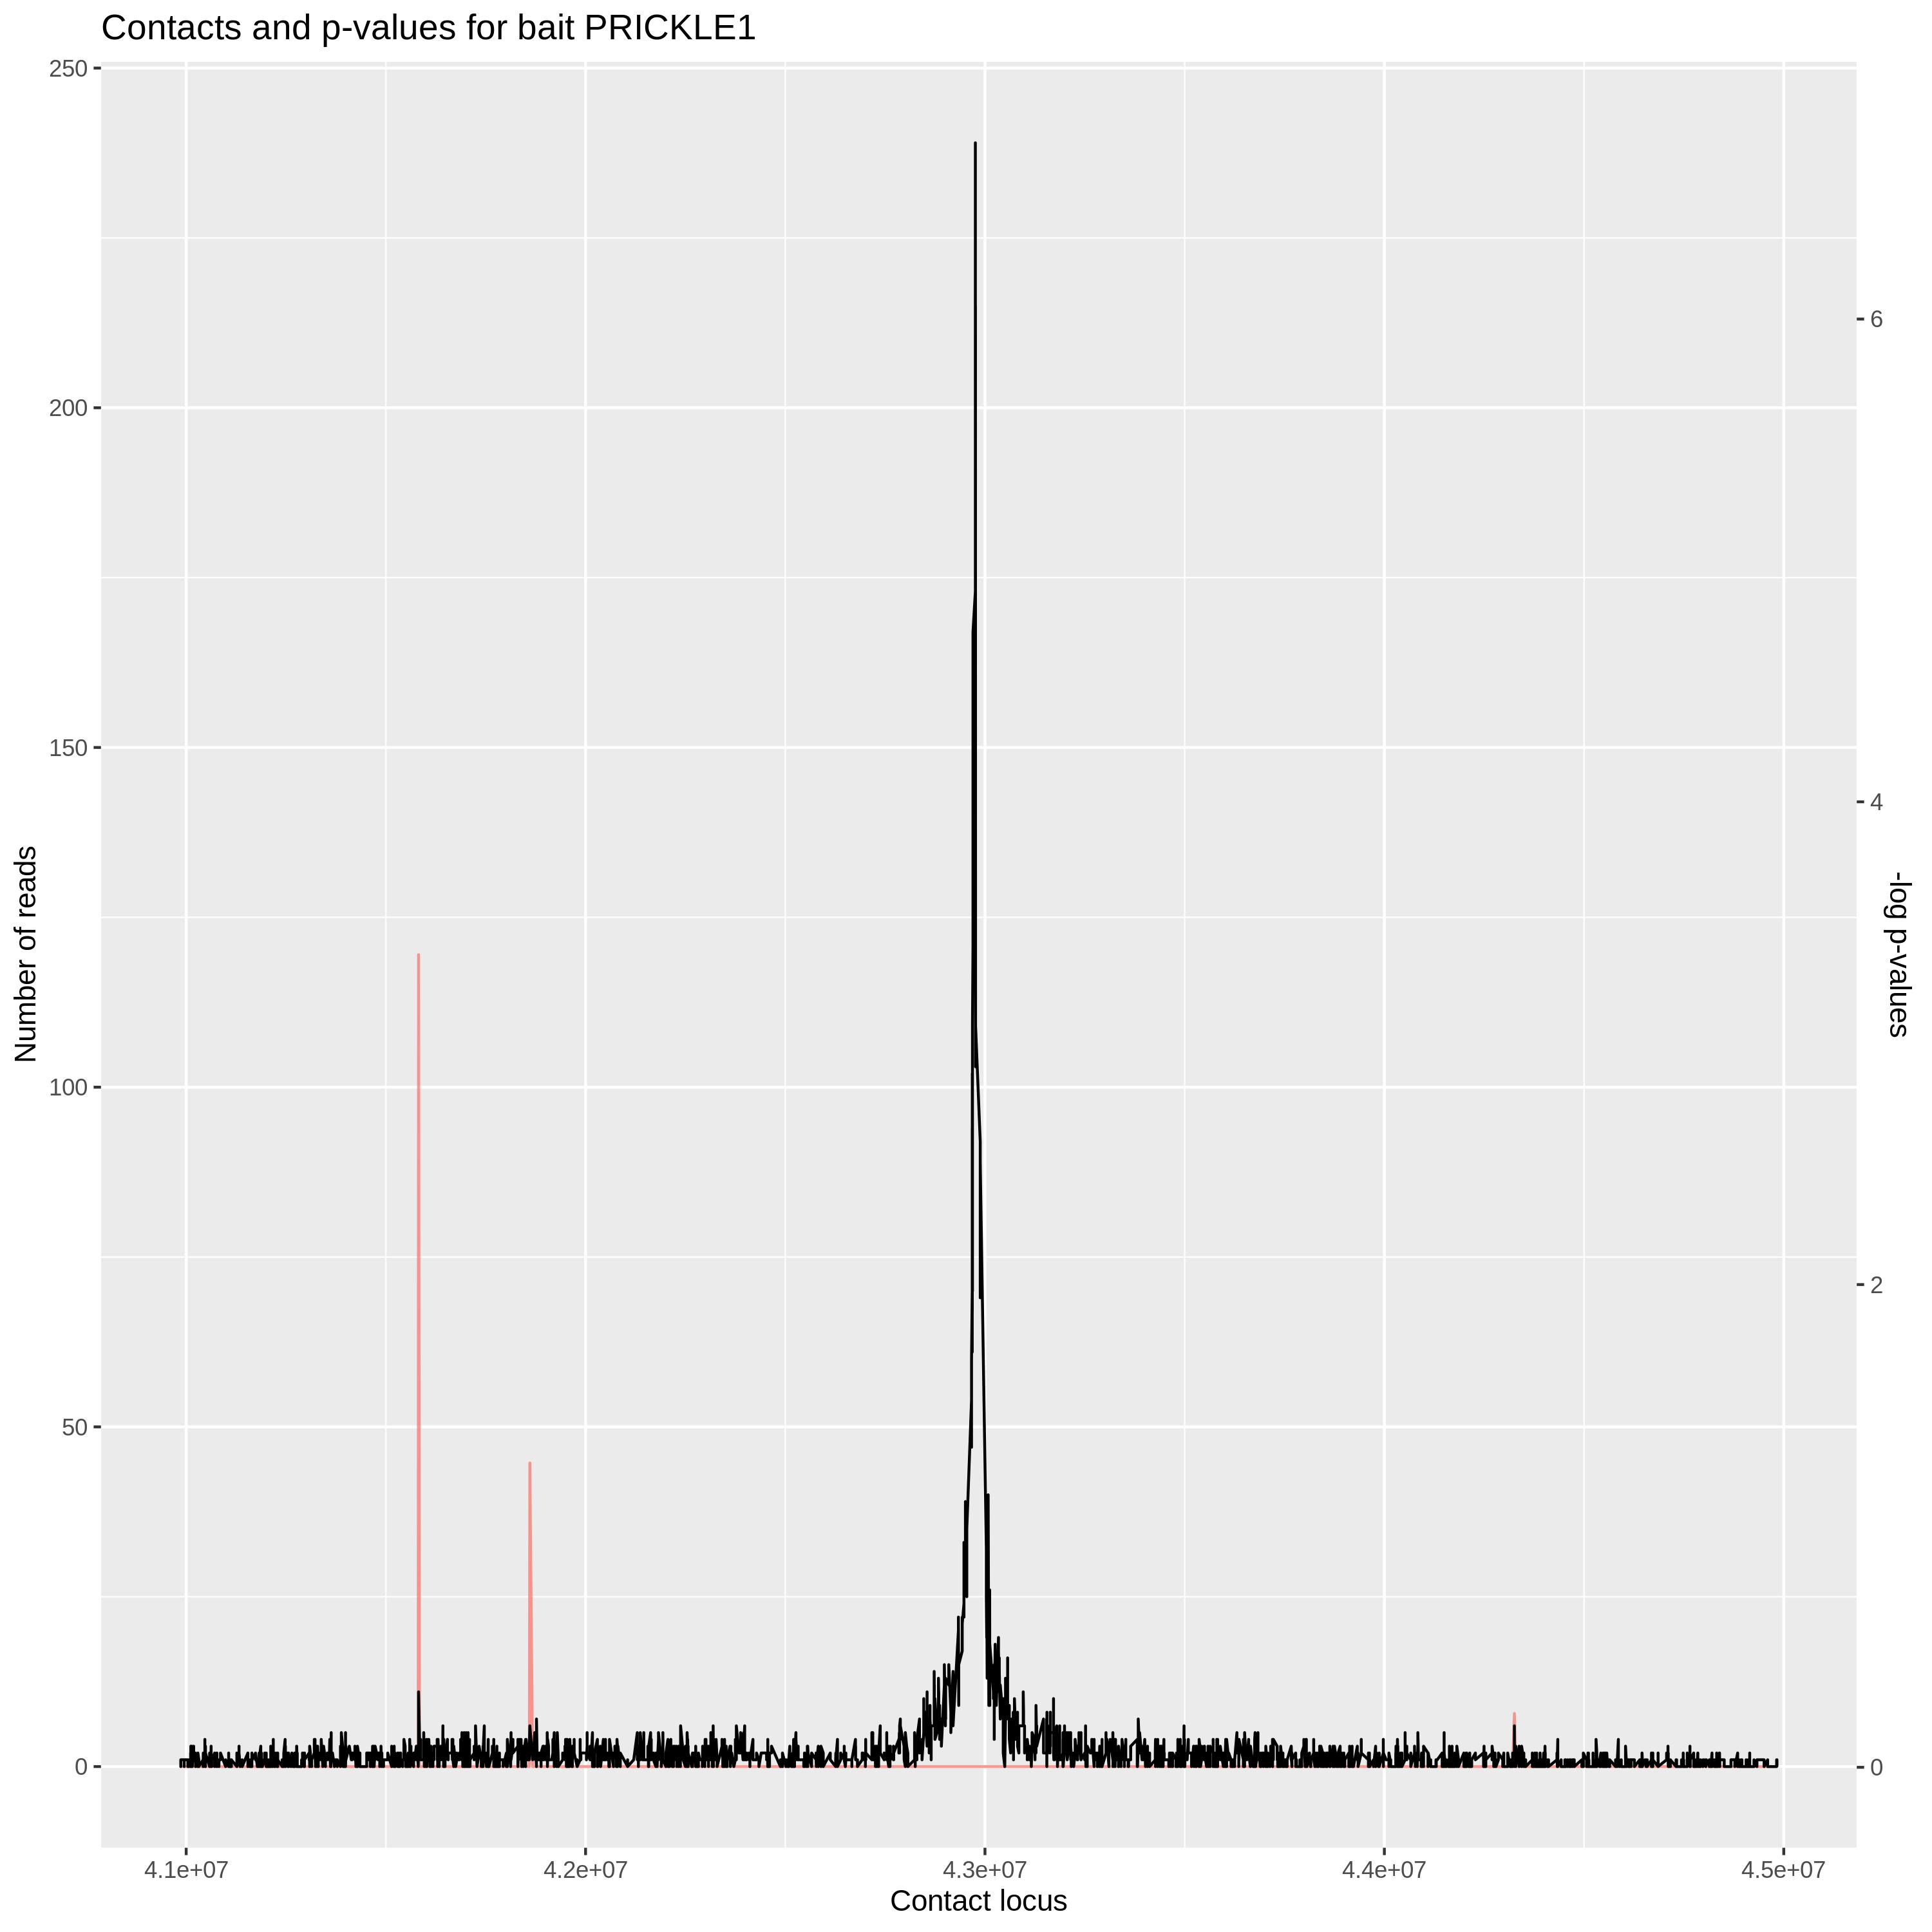 Contacts and p-values for bait PRICKLE1
250
200
150
100
50
0
Number of reads
6
4
2
0
-log p-values
4.1e+07
4.2e+07
4.3e+07
4.4e+07
4.5e+07
Contact locus